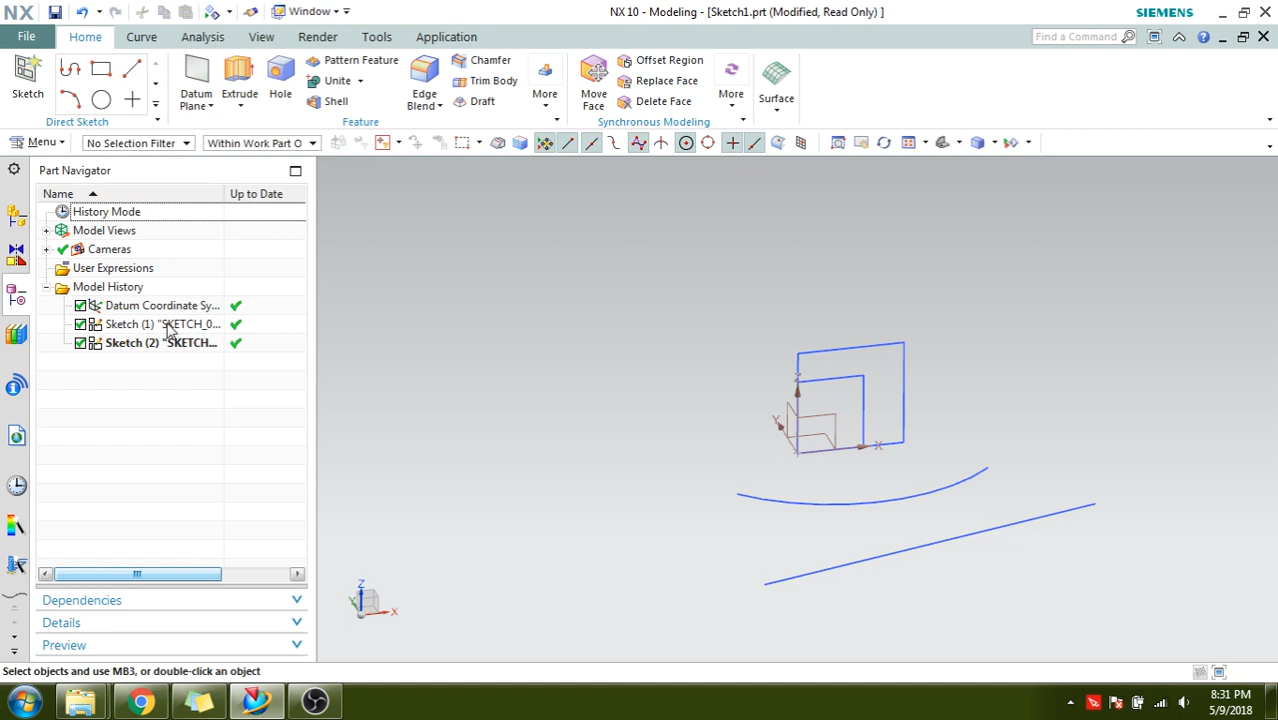 NX
Window
NX 10 - Modeling - [Sketch1.prt (Modified, Read Only) ]
SIEMENS
File
Home
Curve
Analysis
View
Render
Tools
Application
Find a Command
Sketch
Direct Sketch
Datum
Plane
Extrude
Hole
Pattern Feature
Unite
Shell
Feature
Edge
Blend
Chamfer
Trim Body
Draft
More
Move
Face
Offset Region
Replace Face
Delete Face
Synchronous Modeling
More
Surface
Menu
No Selection Filter
Within Work Part O
Part Navigator
Name
Up to Date
History Mode
Model Views
Cameras
User Expressions
Model History
Datum Coordinate Sy...
Sketch (1) "SKETCH_0...
Sketch (2) "SKETCH...
Z
Y
X
Z
Y
X
Dependencies
Details
Preview
Select objects and use MB3, or double-click an object
8:31 PM
5/9/2018